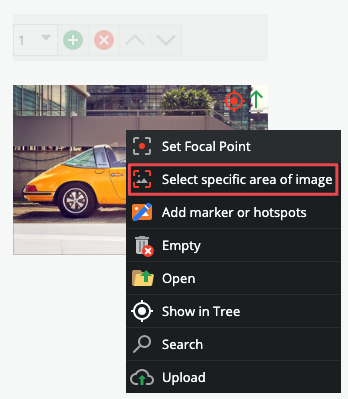 1
Set Focal Point
Select specific area of image
Add marker or hotspots
Empty
Open
Show in Tree
Search
Upload